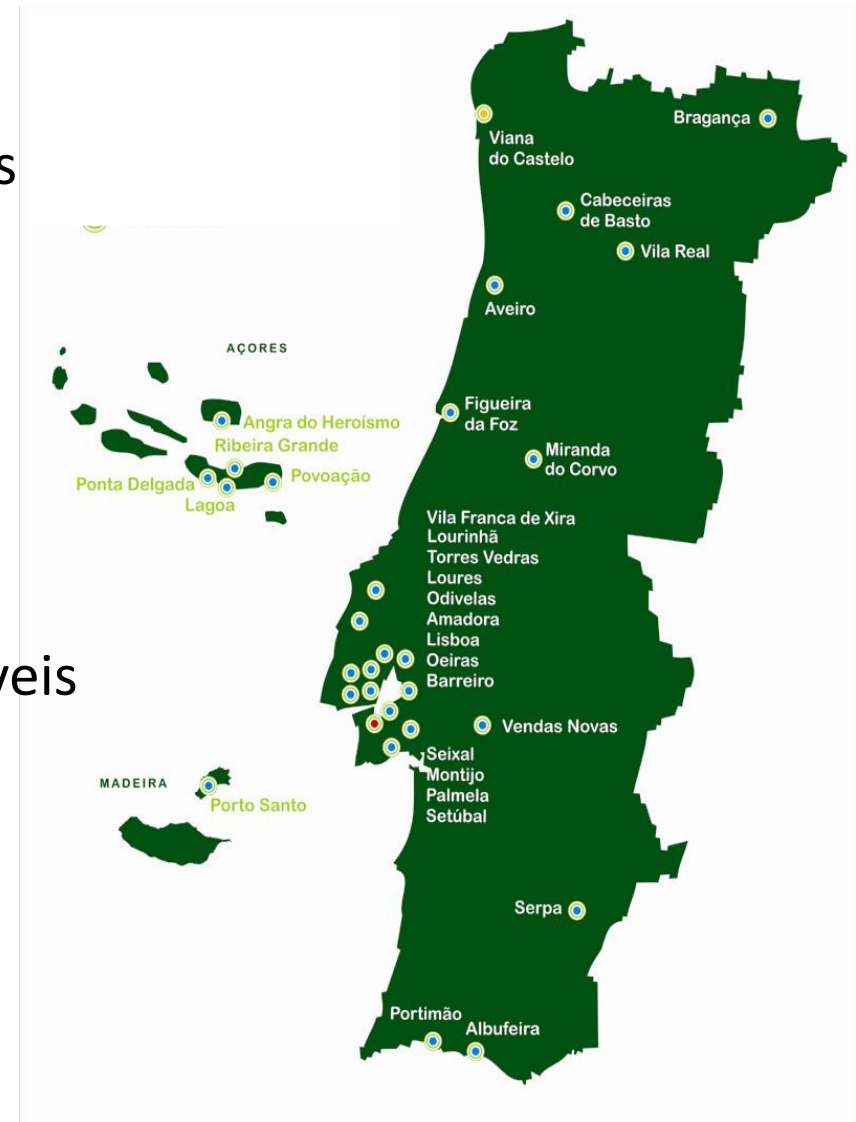 s
Bragança
Viana
do Castelo
Cabeceiras
de Basto
Vila Real
Aveiro
AÇORES
Figueira
da Foz
Angra do Heroísmo
Ribeira Grande
Miranda
do Corvo
Povoação
Ponta Delgada
Lagoa
Vila Franca de Xira
Lourinhã
Torres Vedras
Loures
Odivelas
Amadora
Lisboa
Oeiras
Barreiro
veis
Vendas Novas
Seixal
Montijo
Palmela
Setúbal
MADEIRA
Porto Santo
Serpa
Portimão
Albufeira